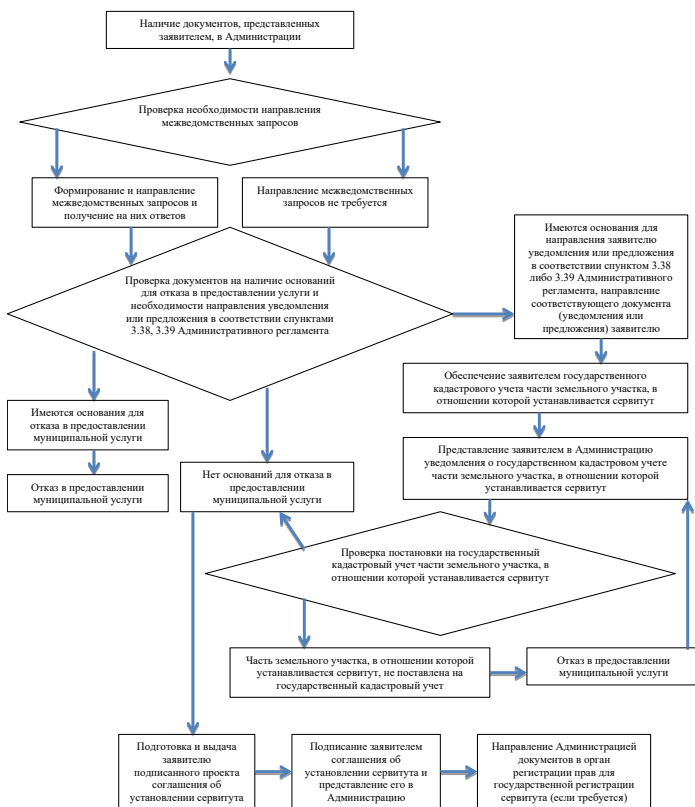 Наличие документов, представленных
заявителем, в Администрации
Проверка необходимости направления
межведомственных запросов
Формирование и направление
межведомственных запросов и
получение на них ответов
Направление межведомственных
запросов не требуется
Имеются основания для
направления заявителю
уведомления или предложения
в соответствии спунктом 3.38
либо 3.39 Административного
регламента, направление
соответствующего документа
(уведомления или
предложения) заявителю
Проверка документов на наличие оснований
для отказа в предоставлении услуги и
необходимости направления уведомления
или предложения в соответствии спунктами
3.38, 3.39 Административного регламента
Обеспечение заявителем государственного
кадастрового учета части земельного участка, в
отношении которой устанавливается сервитут
Имеются основания для
отказа в предоставлении
муниципальной услуги
Представление заявителем в Администрацию
уведомления о государственном кадастровом учете
части земельного участка, в отношении которой
устанавливается сервитут
Отказ в предоставлении
муниципальной услуги
Нет оснований для отказа в
предоставлении
муниципальной услуги
Проверка постановки на государственный
кадастровый учет части земельного участка, в
отношении которой устанавливается сервитут
Часть земельного участка, в отношении которой
устанавливается сервитут, не поставлена на
государственный кадастровый учет
Отказ в предоставлении
муниципальной услуги
Подготовка и выдача
заявителю
подписанного проекта
соглашения об
установлении сервитута
Подписание заявителем
соглашения об
установлении сервитута и
представление его в
Администрацию
Направление Администрацией
документов в орган
регистрации прав для
государственной регистрации
сервитута (если требуется)